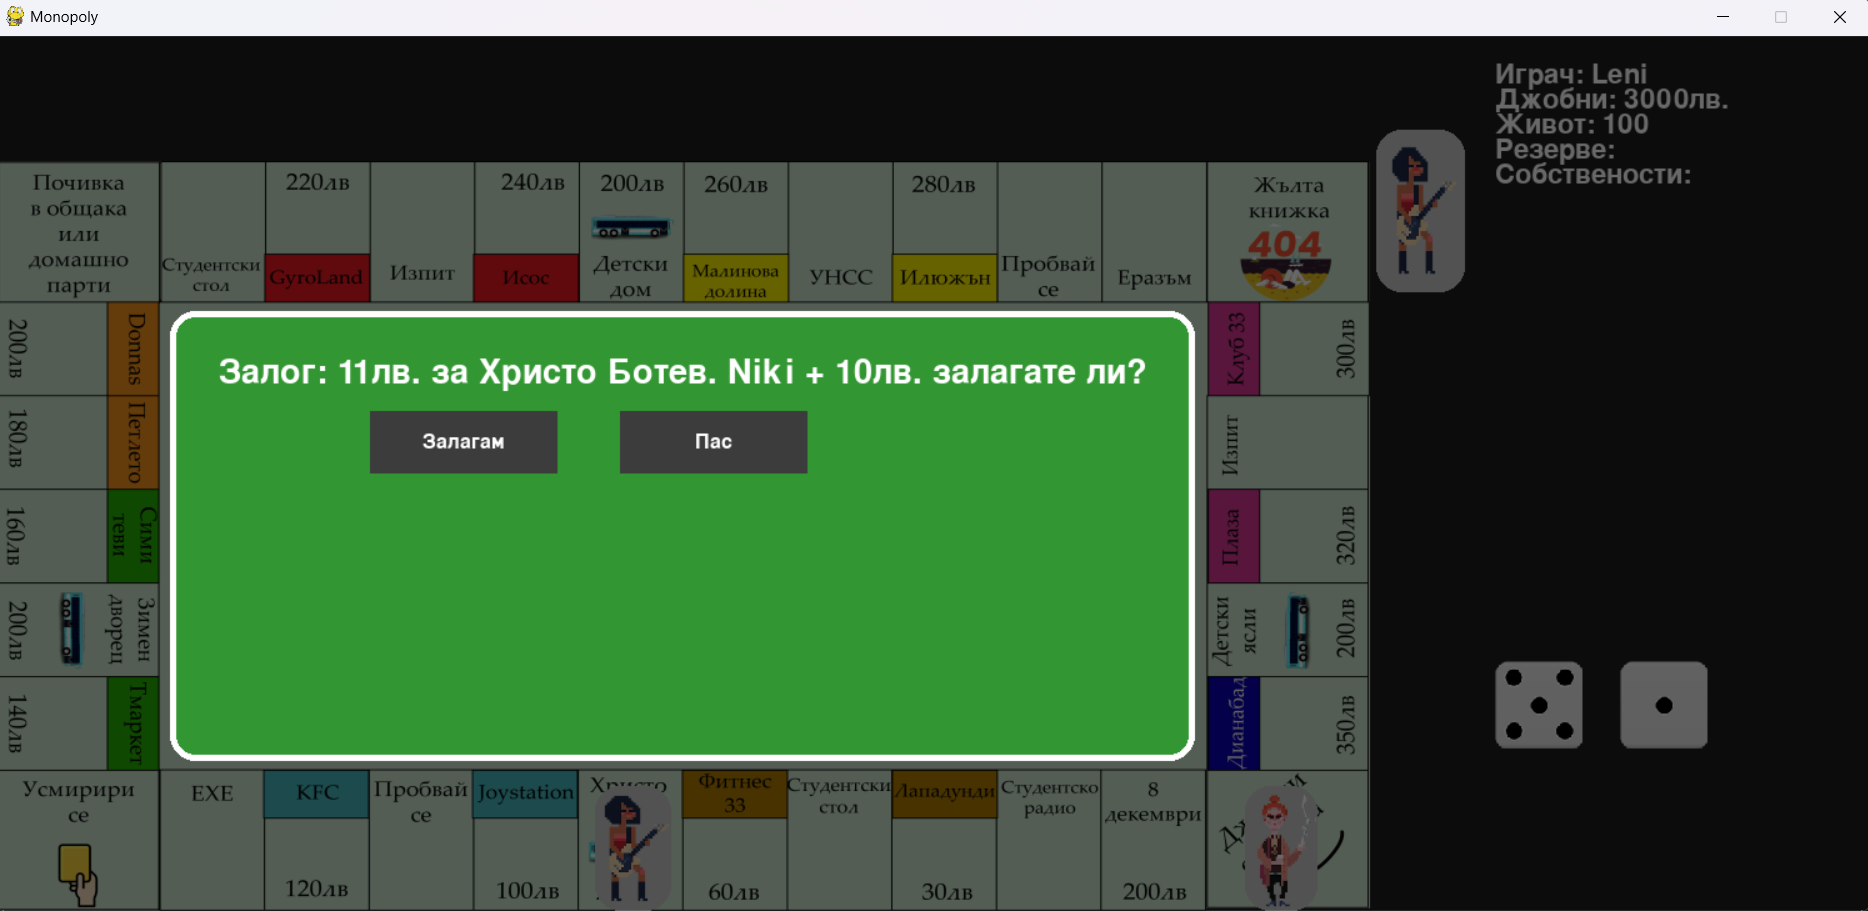 Monopoly
Играч: Leni
Джобни: 3000лв.
Живот: 100
Резерве:
Собствености:
Почивка
в общака
или
домашно
парти
Студентски
стол
220лв
GyroLand
Изпит
240лв
Исос
200лв
Детски
дом
260лв
Малинова
долина
УНСС
280лв
Илюжън
Пробвай
се
Еразъм
Жълта
книжка
404
200лв
Donnas
180лв
Петлето
160лв
Сими
теви
200лв
Зимен
дворец
140лв
Тмаркет
Залог: 11лв. за Христо Ботев. Niki + 10лв. залагате ли?
Залагам
Пас
Клуб 33
300лв
Изпит
Плаза
320лв
Детски
ясли
200лв
Дианабад
350лв
Усмирири
се
ЕХЕ
KFC
120лв
Пробвай
се
Joystation
100лв
Христо
Фитнес
33
60лв
Студентски
стол
Лападунди
30лв
Студентско
радио
8
декември
200лв